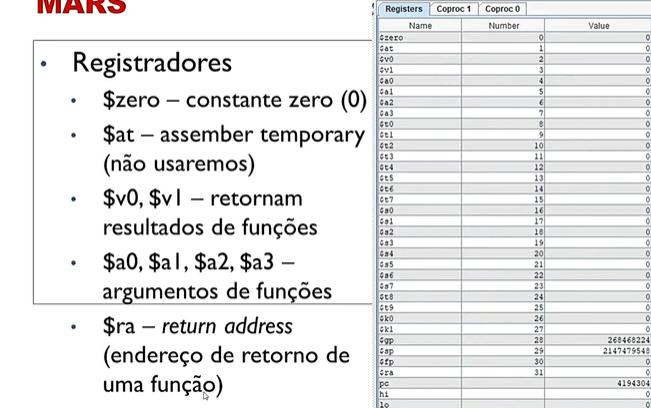 MARS
• Registradores
• $zero – constante zero (0)
• $at – assember temporary
(não usaremos)
• $v0, $v1 – retornam
resultados de funções
• $a0, $a1, $a2, $a3 –
argumentos de funções
• $ra – return address
(endereço de retorno de
uma função)
Registers Coproc 1 Coproc 0
Name Number Value
$zero 0 0
$at 1 0
$v0 2 0
$v1 3 0
$a0 4 0
$a1 5 0
$a2 6 0
$a3 7 0
$t0 8 0
$t1 9 0
$t2 10 0
$t3 11 0
$t4 12 0
$t5 13 0
$t6 14 0
$t7 15 0
$s0 16 0
$s1 17 0
$s2 18 0
$s3 19 0
$s4 20 0
$s5 21 0
$s6 22 0
$s7 23 0
$t8 24 0
$t9 25 0
$k0 26 0
$k1 27 0
$gp 28 268468224
$sp 29 2147479548
$fp 30 0
$ra 31 0
pc 4194304
hi 0
lo 0